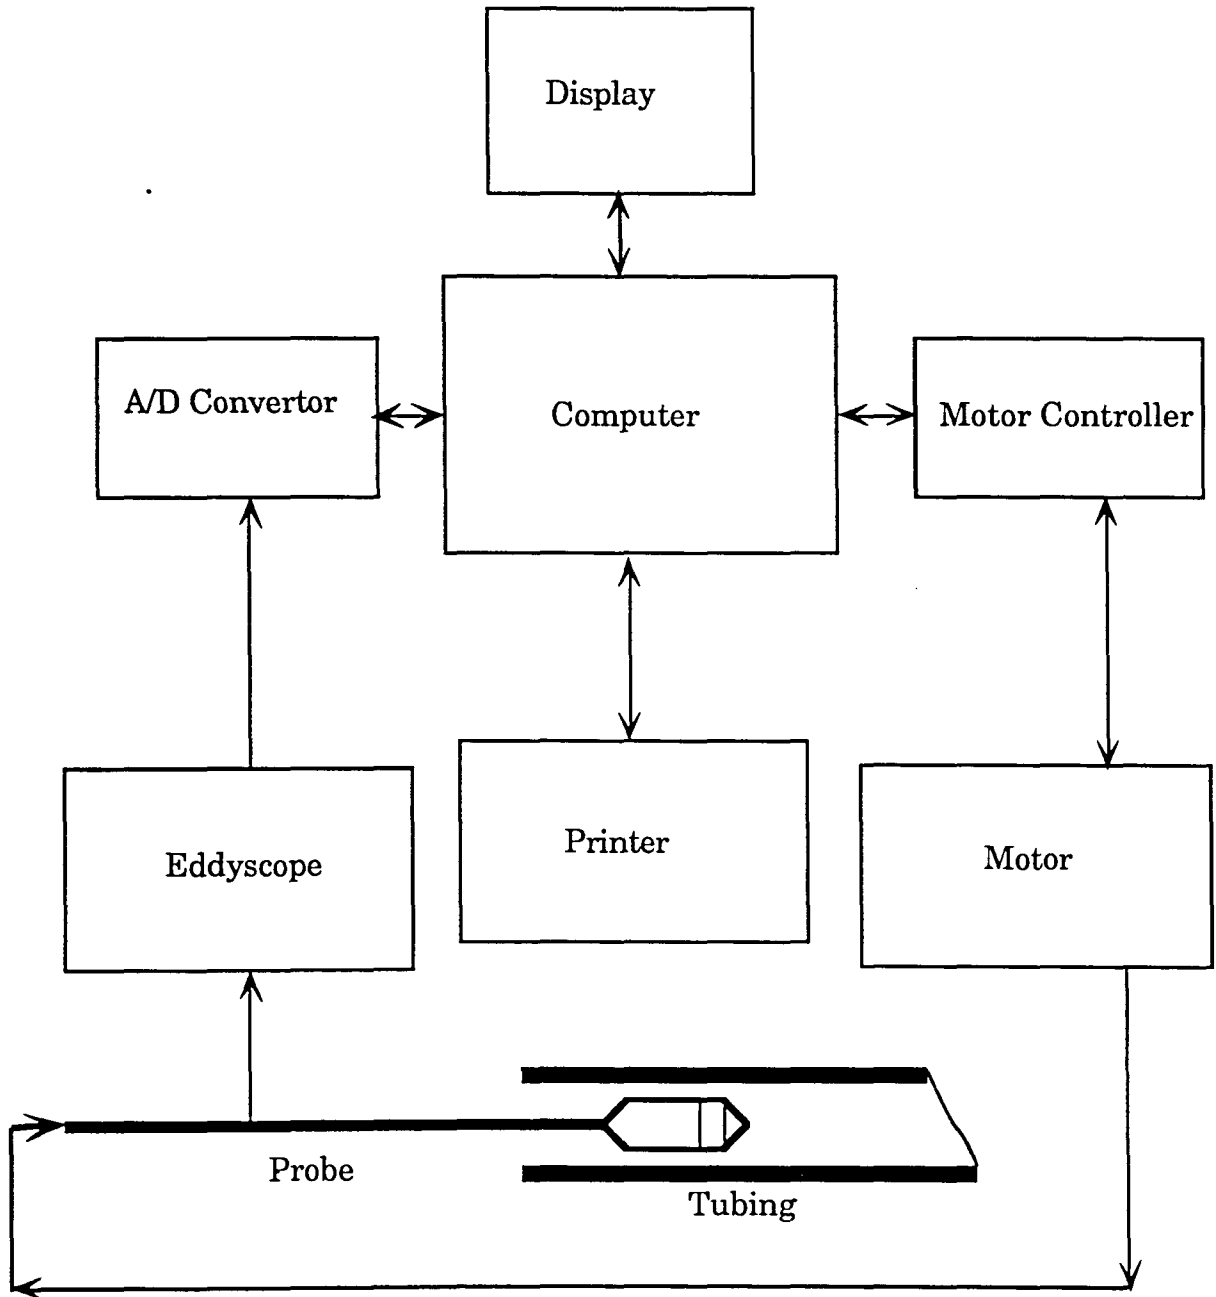 Display
A/D Convertor
Computer
Motor Controller
Eddyscope
Printer
Motor
Probe
Tubing